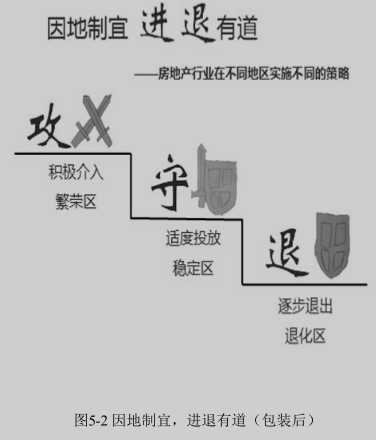 因地制宜 进退有道
——房地产行业在不同地区实施不同的策略
攻
积极介入
繁荣区
守
适度投放
稳定区
退
逐步退出
退化区
图5-2 因地制宜，进退有道（包装后）